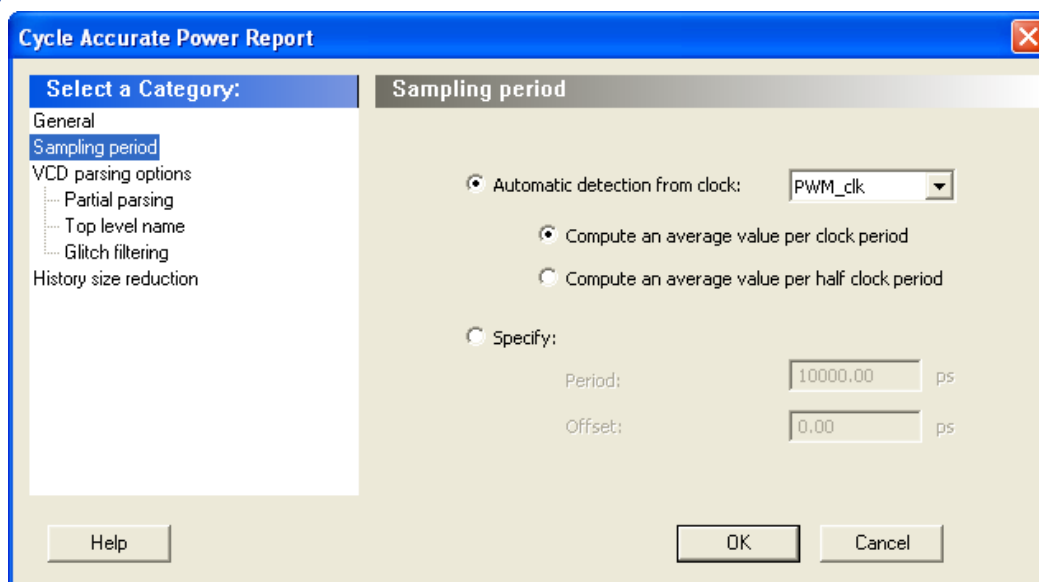 Cycle Accurate Power Report
Select a Category:
General
Sampling period
VCD parsing options
Partial parsing
Top level name
Glitch filtering
History size reduction
Sampling period
Automatic detection from clock: PWM_clk
Compute an average value per clock period
Compute an average value per half clock period
Specify:
Period: 10000.00 ps
Offset: 0.00 ps
Help OK Cancel